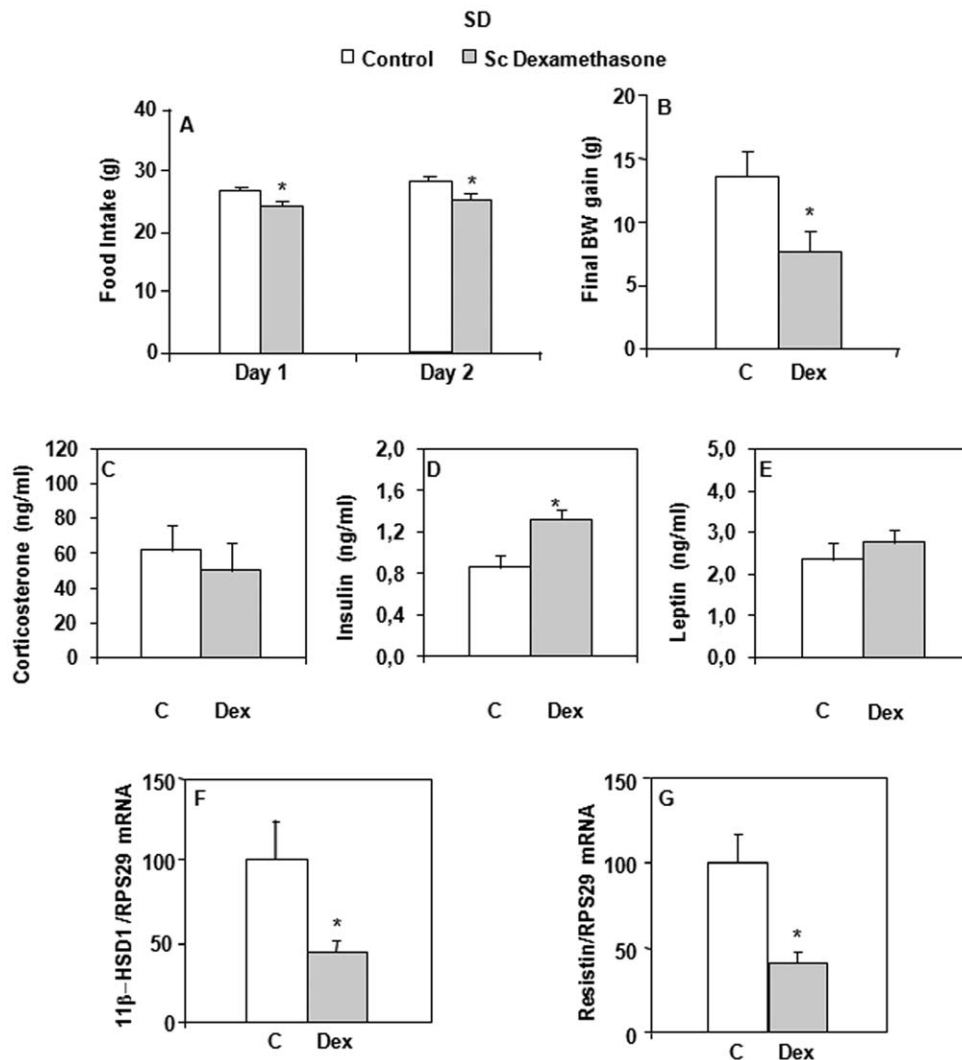 SD
Control Sc Dexamethasone
A
Food Intake (g)
40
30
20
10
0
*
*
Day 1 Day 2
B
Final BW gain (g)
20
15
10
5
0
*
C Dex
C
Corticosterone (ng/ml)
120
100
80
60
40
20
0
C Dex
D
Insulin (ng/ml)
2,0
1,6
1,2
0,8
0,4
0,0
*
C Dex
E
Leptin (ng/ml)
5,0
4,0
3,0
2,0
1,0
0,0
C Dex
F
11β–HSD1/RPS29 mRNA
150
100
50
0
*
C Dex
G
Resistin/RPS29 mRNA
150
100
50
0
*
C Dex